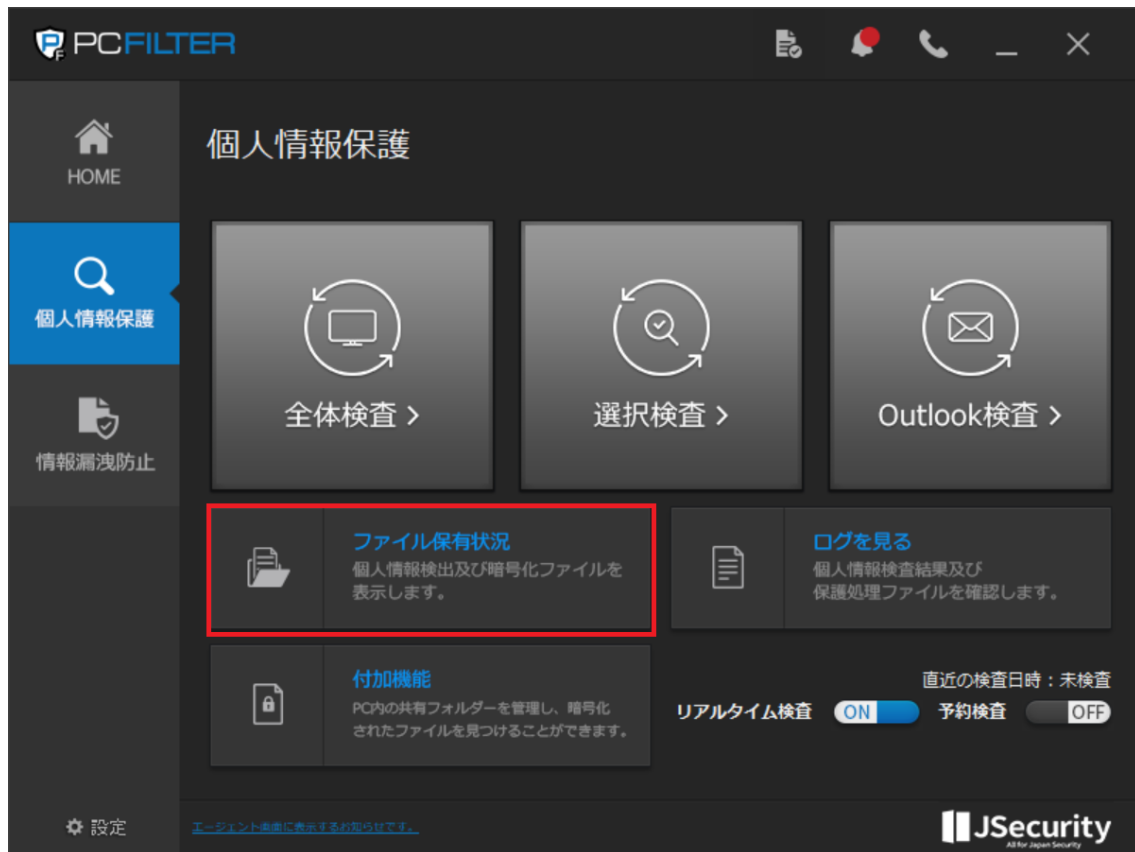 PCFILTER
HOME
個人情報保護
個人情報保護
情報漏洩防止
全体検査 >
選択検査 >
Outlook検査 >
ファイル保有状況
個人情報検出及び暗号化ファイルを
表示します。
ログを見る
個人情報検査結果及び
保護処理ファイルを確認します。
付加機能
PC内の共有フォルダーを管理し、暗号化
されたファイルを見つけることができます。
直近の検査日時：未検査
リアルタイム検査 ON 予約検査 OFF
設定
エージェント画面に表示するお知らせです。
JSecurity
All for Japan Security